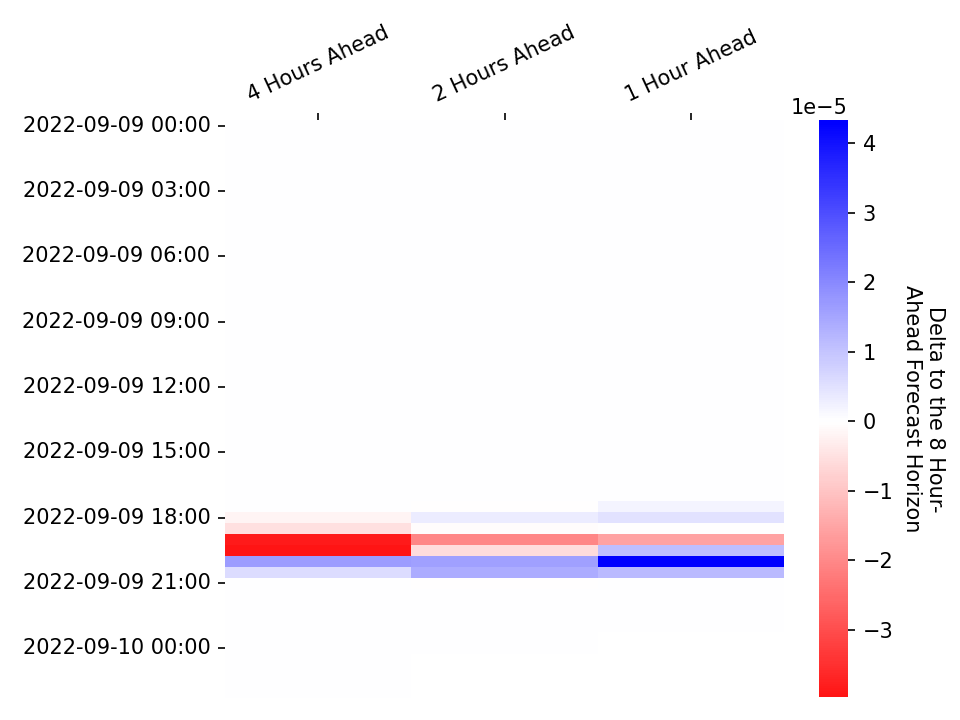 4 Hours Ahead
2 Hours Ahead
1 Hour Ahead
1e−5
2022-09-09 00:00
2022-09-09 03:00
2022-09-09 06:00
2022-09-09 09:00
2022-09-09 12:00
2022-09-09 15:00
2022-09-09 18:00
2022-09-09 21:00
2022-09-10 00:00
4
3
2
1
0
−1
−2
−3
Delta to the 8 Hour-
Ahead Forecast Horizon